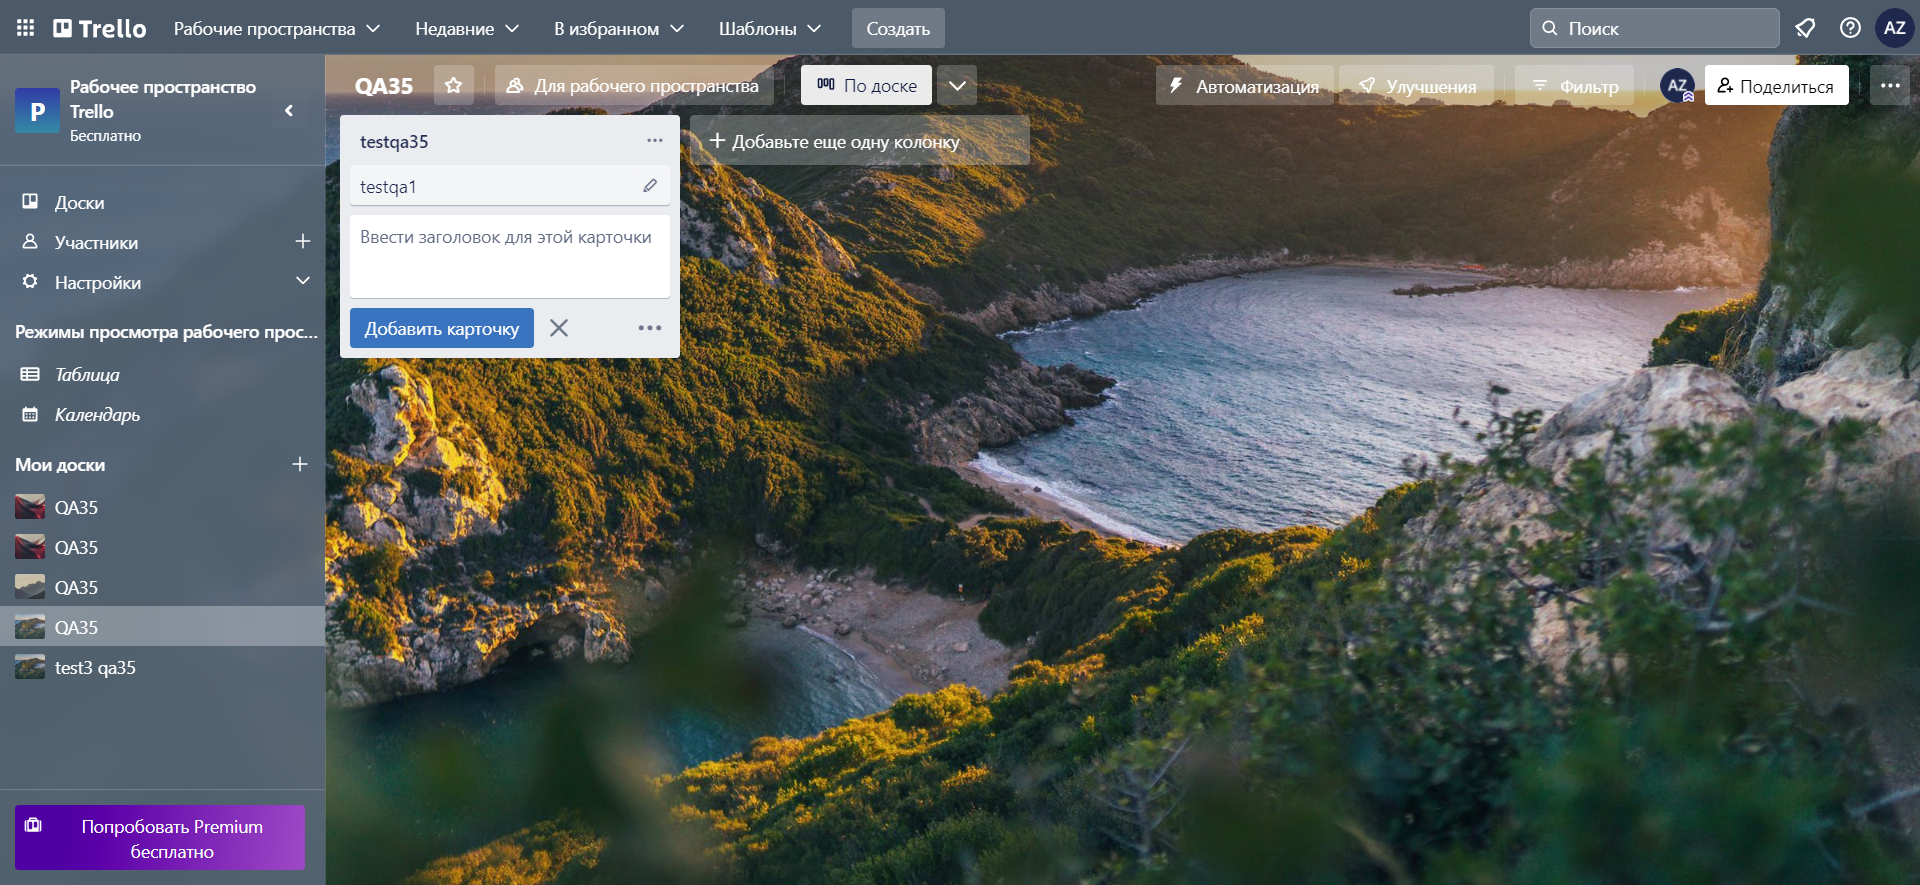 Trello
Рабочие пространства
Недавние
В избранном
Шаблоны
Создать
Поиск
AZ
P
Рабочее пространство
Trello
Бесплатно
QA35
Для рабочего пространства
По доске
Автоматизация
Улучшения
Фильтр
AZ
Поделиться
Доски
Участники
Настройки
Режимы просмотра рабочего прос...
Таблица
Календарь
Мои доски
QA35
QA35
QA35
QA35
test3 qa35
Попробовать Premium
бесплатно
testqa35
testqa1
Ввести заголовок для этой карточки
Добавить карточку
Добавьте еще одну колонку